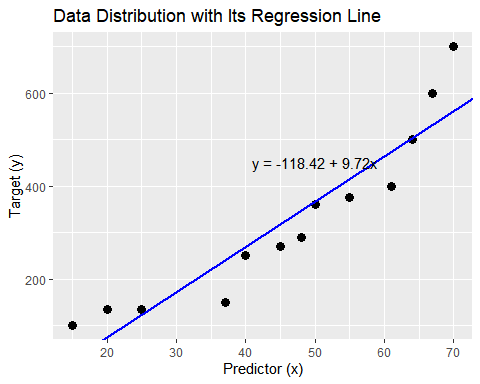 Data Distribution with Its Regression Line
Target (y)
600
400
200
y = -118.42 + 9.72x
20 30 40 50 60 70
Predictor (x)